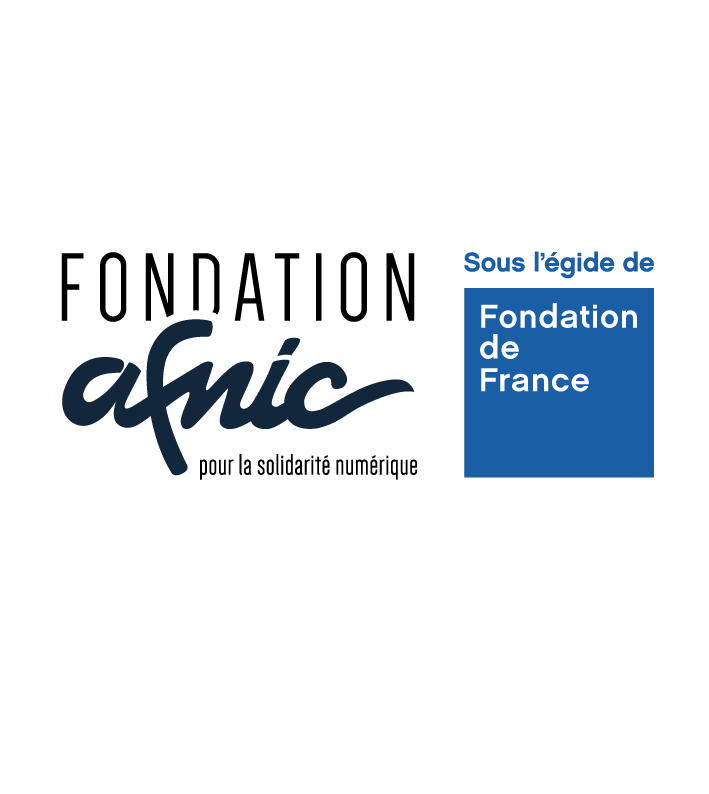 FONDATION
afnic
pour la solidarité numérique
Sous l'égide de
Fondation
de
France